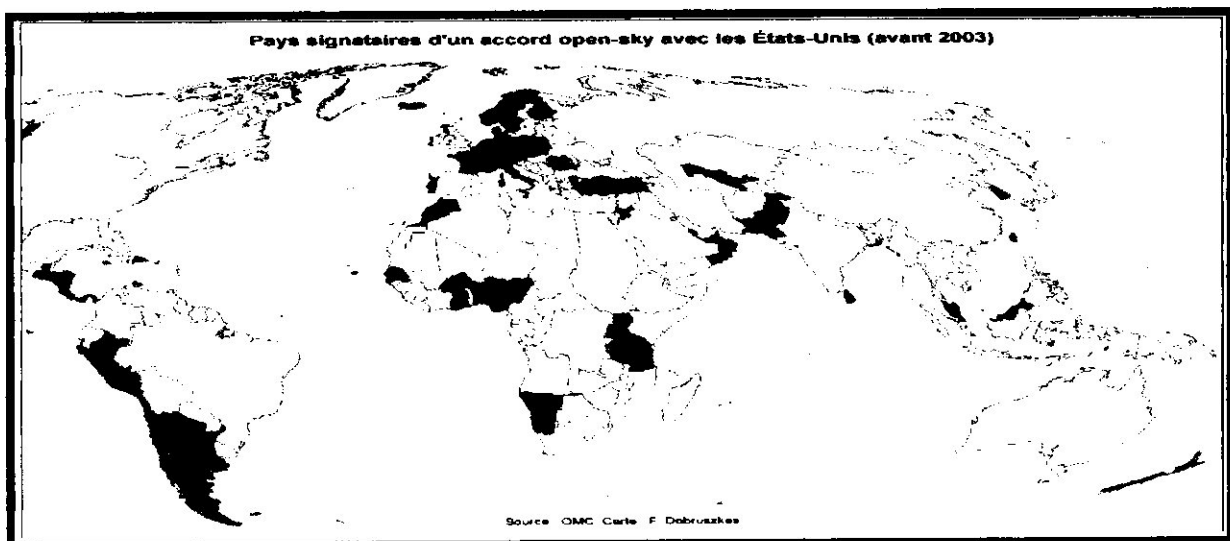 Pays signataires d'un accord open-sky avec les États-Unis (avant 2003)
Source OMC Carte F Dobruszkes